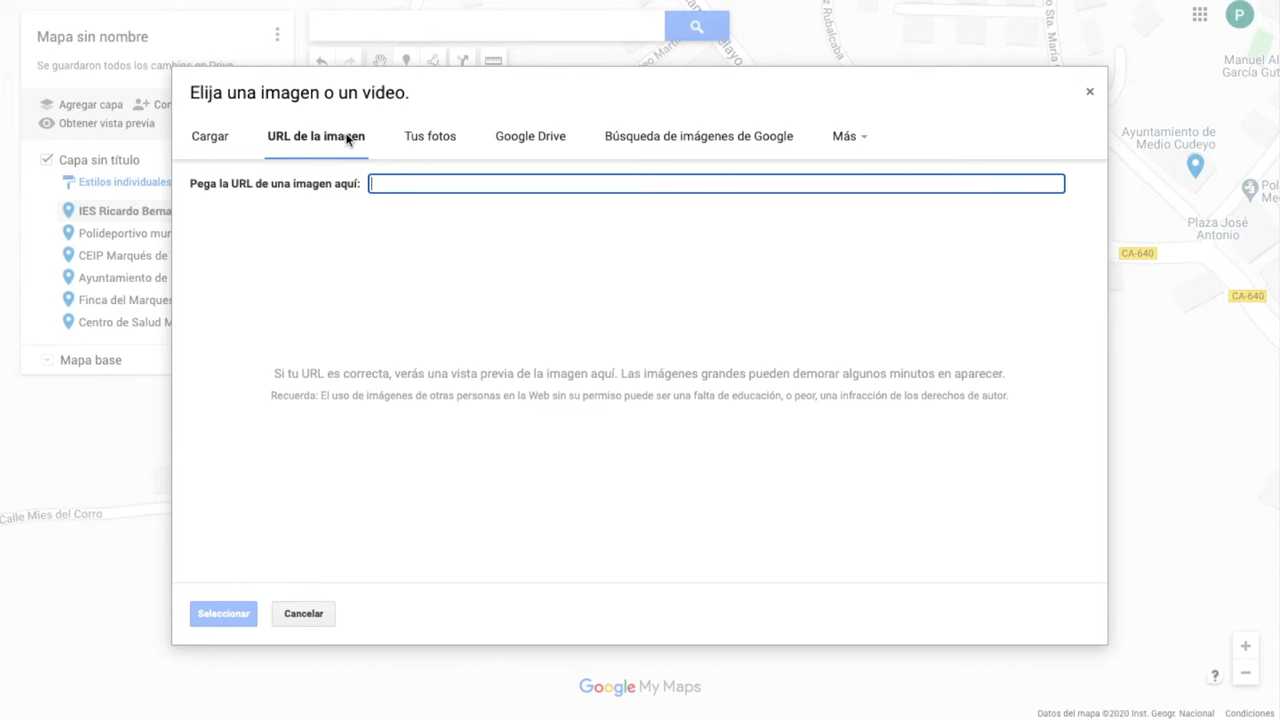 Mapa sin nombre
Se guardaron todos los cambios en Drive
P
Manuel Al
García Gut
Agregar capa
Obtener vista previa
Capa sin título
Estilos individuales
IES Ricardo Berna
Polideportivo mun
CEIP Marqués de
Ayuntamiento de
Finca del Marques
Centro de Salud M
Mapa base
Elija una imagen o un video.
×
Cargar
URL de la imagen
Tus fotos
Google Drive
Búsqueda de imágenes de Google
Más
Pega la URL de una imagen aquí:
Si tu URL es correcta, verás una vista previa de la imagen aquí. Las imágenes grandes pueden demorar algunos minutos en aparecer.
Recuerda: El uso de imágenes de otras personas en la Web sin su permiso puede ser una falta de educación, o peor, una infracción de los derechos de autor.
Seleccionar
Cancelar
Ayuntamiento de
Medio Cudeyo
Pol
Me
Plaza José
Antonio
CA-640
CA-640
Calle Mies del Corro
Google My Maps
+
−
?
Datos del mapa ©2020 Inst. Geogr. Nacional
Condiciones